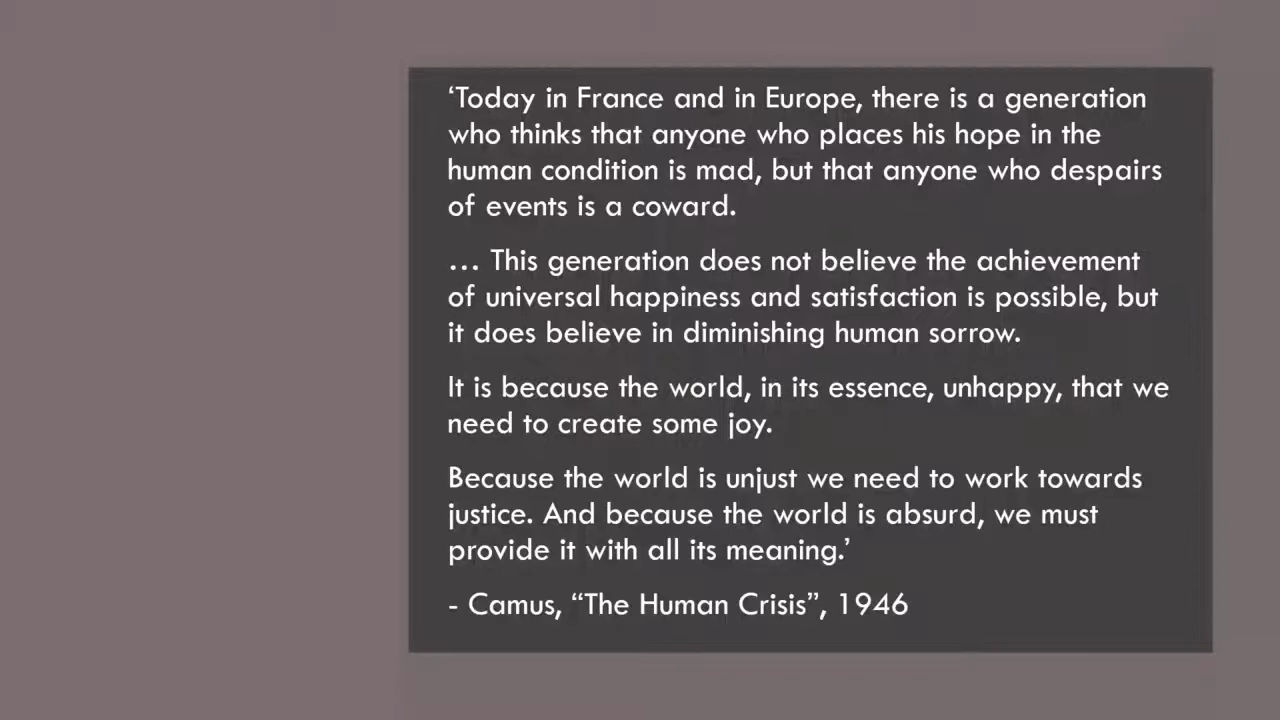 ‘Today in France and in Europe, there is a generation
who thinks that anyone who places his hope in the
human condition is mad, but that anyone who despairs
of events is a coward.
… This generation does not believe the achievement
of universal happiness and satisfaction is possible, but
it does believe in diminishing human sorrow.
It is because the world, in its essence, unhappy, that we
need to create some joy.
Because the world is unjust we need to work towards
justice. And because the world is absurd, we must
provide it with all its meaning.’
- Camus, “The Human Crisis”, 1946